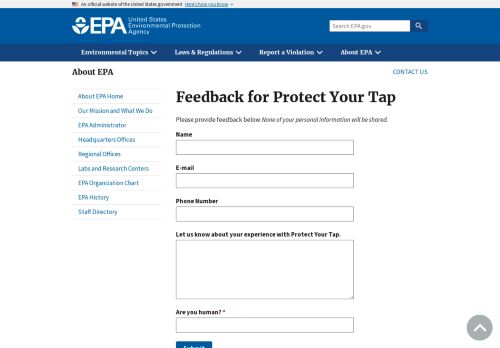 An official website of the United States government Here's how you know
EPA United States
Environmental Protection
Agency
Search EPA.gov
Environmental Topics Laws & Regulations Report a Violation About EPA
About EPA
CONTACT US
About EPA Home
Our Mission and What We Do
EPA Administrator
Headquarters Offices
Regional Offices
Labs and Research Centers
EPA Organization Chart
EPA History
Staff Directory
Feedback for Protect Your Tap
Please provide feedback below. None of your personal information will be shared.
Name
E-mail
Phone Number
Let us know about your experience with Protect Your Tap.
Are you human? *
Submit